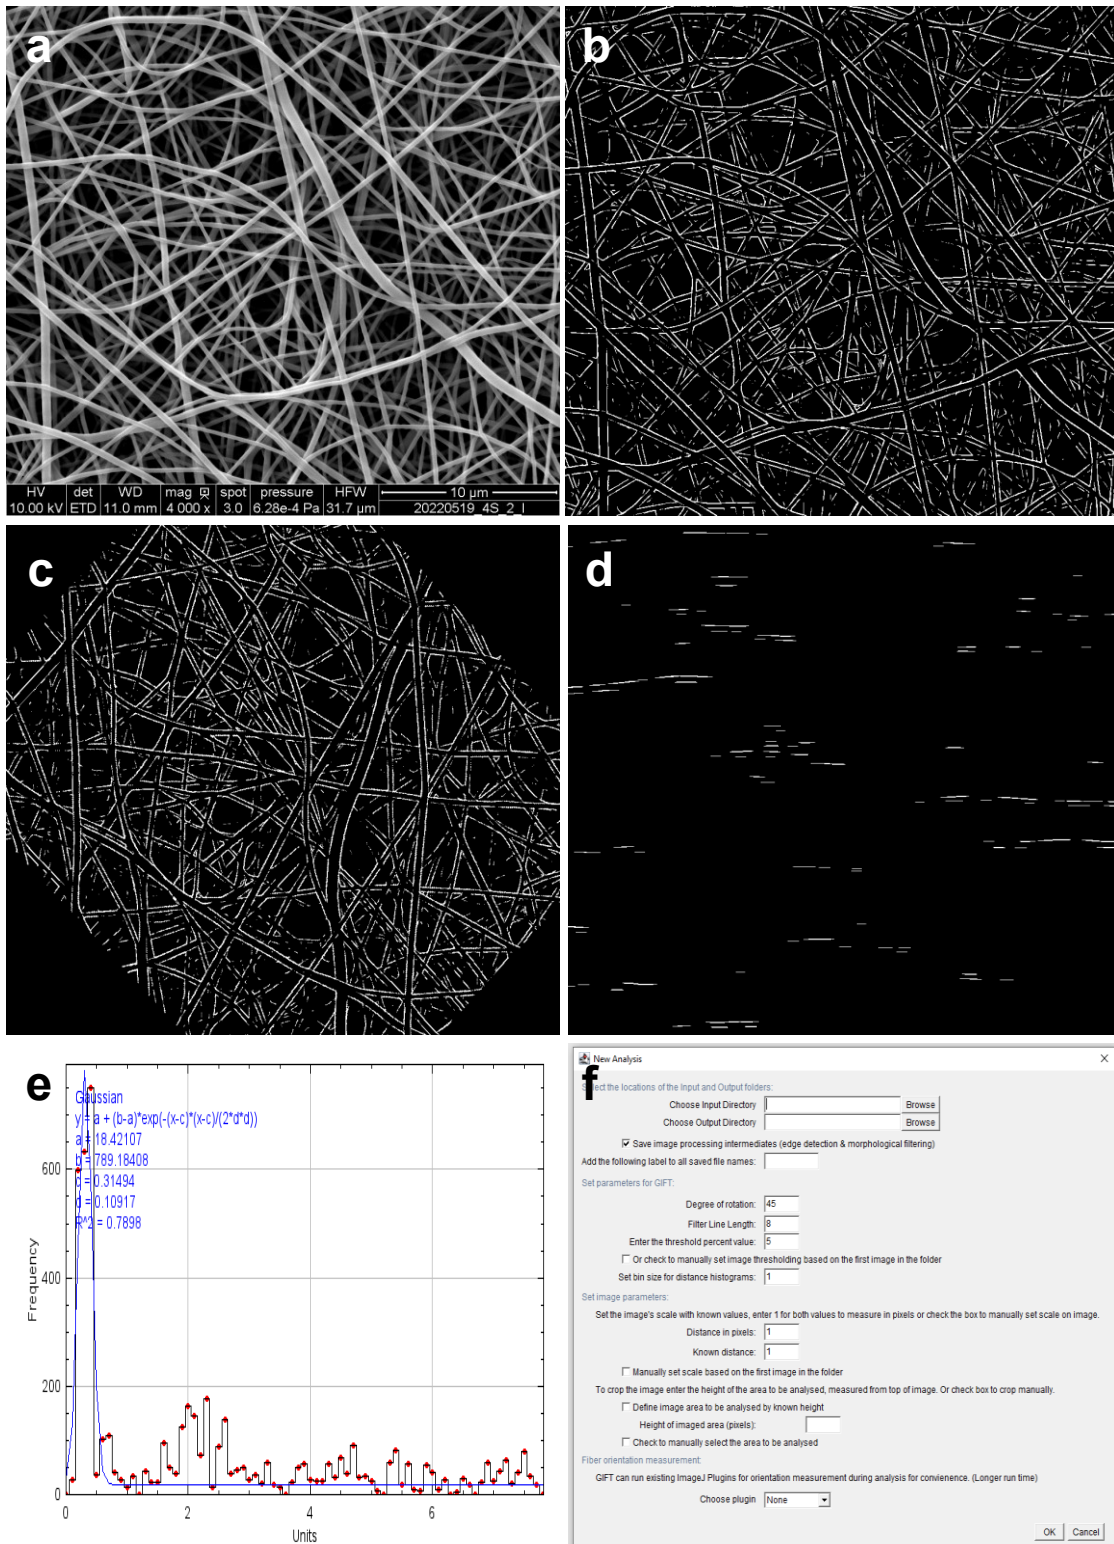 a
b
HV det WD mag spot pressure HFW 10 µm
10.00 kV ETD 11.0 mm 4 000 x 3.0 6.28e-4 Pa 31.7 µm 20220519_4S_2_I
c
d
e
Gaussian
y = a + (b-a)*exp(-(x-c)*(x-c)/(2*d*d))
a = 18.42107
b = 789.18408
c = 0.31494
d = 0.10917
R^2 = 0.7898
Frequency
600
400
200
0
0 2 4 6
Units
f
New Analysis
Select the locations of the Input and Output folders:
Choose Input Directory Browse
Choose Output Directory Browse
Save image processing intermediates (edge detection & morphological filtering)
Add the following label to all saved file names:
Set parameters for GIFT:
Degree of rotation: 45
Filter Line Length: 8
Enter the threshold percent value: 5
Or check to manually set image thresholding based on the first image in the folder
Set bin size for distance histograms: 1
Set image parameters:
Set the image's scale with known values, enter 1 for both values to measure in pixels or check the box to manually set scale on image.
Distance in pixels: 1
Known distance: 1
Manually set scale based on the first image in the folder
To crop the image enter the height of the area to be analysed, measured from top of image. Or check box to crop manually.
Define image area to be analysed by known height
Height of imaged area (pixels):
Check to manually select the area to be analysed
Fiber orientation measurement:
GIFT can run existing ImageJ Plugins for orientation measurement during analysis for convienence. (Longer run time)
Choose plugin None
OK Cancel